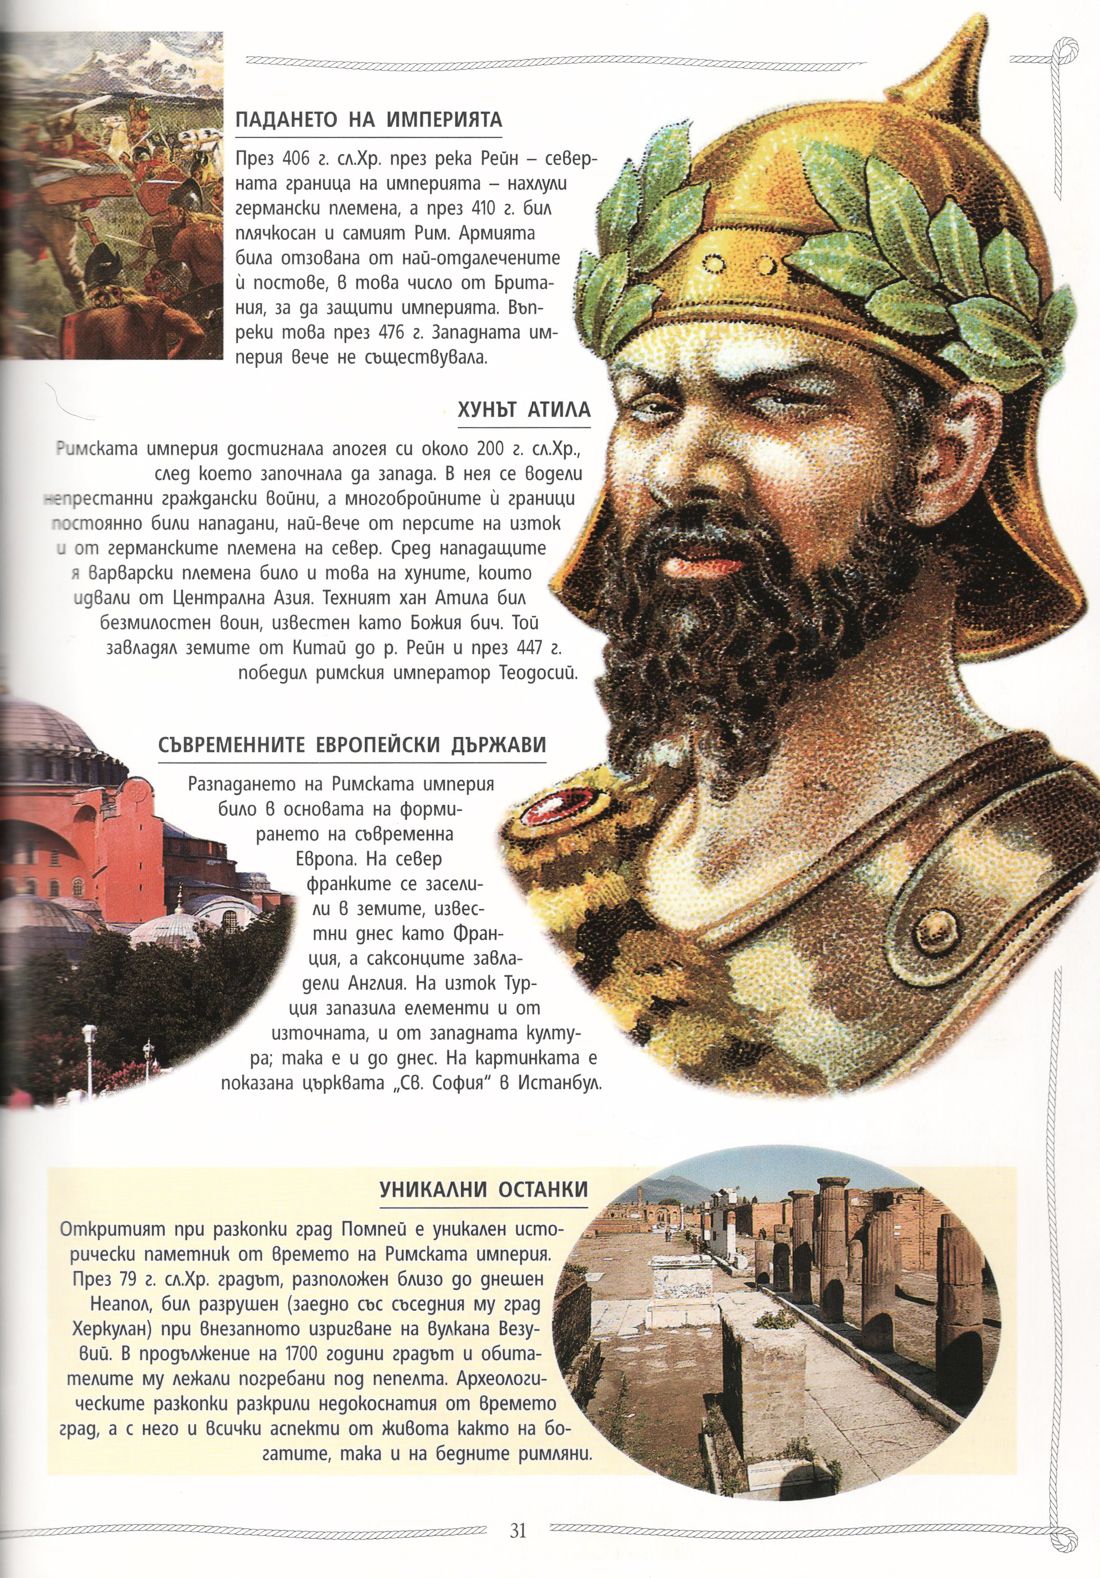 ПАДАНЕТО НА ИМПЕРИЯТА
През 406 г. сл.Хр. през река Рейн – север-
ната граница на империята – нахлули
германски племена, а през 410 г. бил
плячкосан и самият Рим. Армията
била отзована от най-отдалечените
ѝ постове, в това число от Брита-
ния, за да защити империята. Въп-
реки това през 476 г. Западната им-
перия вече не съществувала.
ХУНЪТ АТИЛА
Римската империя достигнала апогея си около 200 г. сл.Хр.,
след което започнала да запада. В нея се водели
непрестанни граждански войни, а многобройните ѝ граници
постоянно били нападани, най-вече от персите на изток
и от германските племена на север. Сред нападащите
я варварски племена било и това на хуните, които
идвали от Централна Азия. Техният хан Атила бил
безмилостен воин, известен като Божия бич. Той
завладял земите от Китай до р. Рейн и през 447 г.
победил римския император Теодосий.
СЪВРЕМЕННИТЕ ЕВРОПЕЙСКИ ДЪРЖАВИ
Разпадането на Римската империя
било в основата на форми-
рането на съвременна
Европа. На север
франките се засели-
ли в земите, извес-
тни днес като Фран-
ция, а саксонците завла-
дели Англия. На изток Тур-
ция запазила елементи и от
източната, и от западната култу-
ра; така е и до днес. На картинката е
показана църквата „Св. София“ в Истанбул.
УНИКАЛНИ ОСТАНКИ
Откритият при разкопки град Помпей е уникален исто-
рически паметник от времето на Римската империя.
През 79 г. сл.Хр. градът, разположен близо до днешен
Неапол, бил разрушен (заедно със съседния му град
Херкулан) при внезапното изригване на вулкана Везу-
вий. В продължение на 1700 години градът и обита-
телите му лежали погребани под пепелта. Археологи-
ческите разкопки разкрили недокоснатия от времето
град, а с него и всички аспекти от живота както на бо-
гатите, така и на бедните римляни.
31